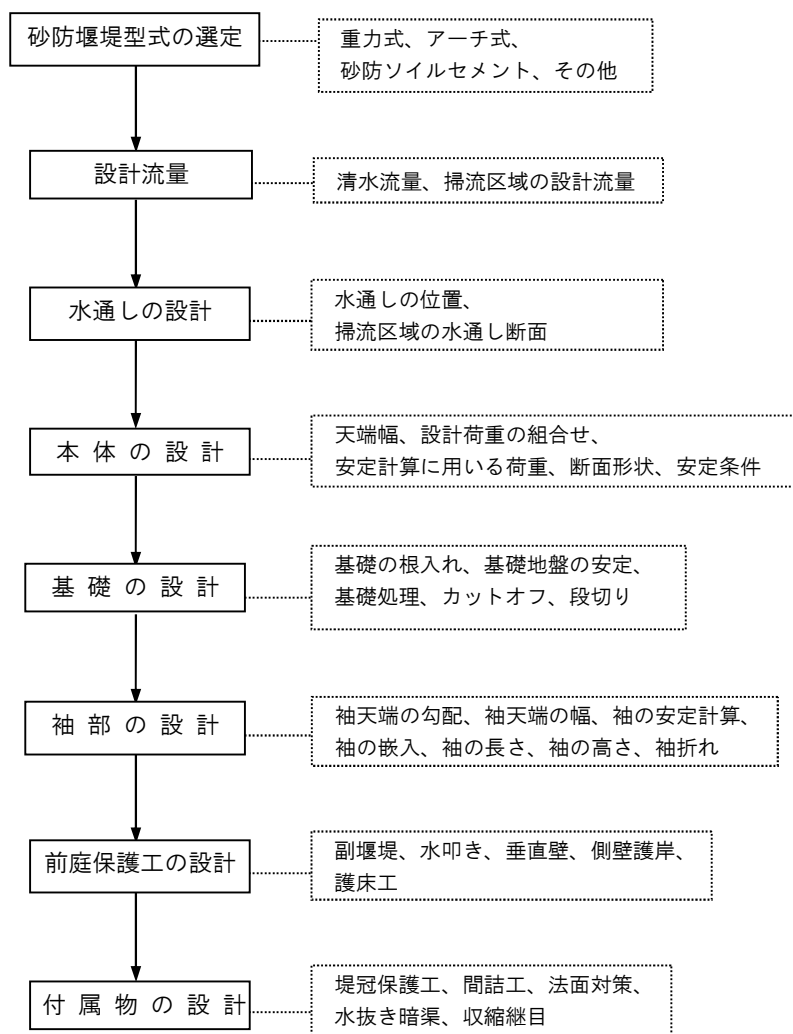 砂防堰堤型式の選定
重力式、アーチ式、
砂防ソイルセメント、その他
設計流量
清水流量、掃流区域の設計流量
水通しの設計
水通しの位置、
掃流区域の水通し断面
本体の設計
天端幅、設計荷重の組合せ、
安定計算に用いる荷重、断面形状、安定条件
基礎の設計
基礎の根入れ、基礎地盤の安定、
基礎処理、カットオフ、段切り
袖部の設計
袖天端の勾配、袖天端の幅、袖の安定計算、
袖の嵌入、袖の長さ、袖の高さ、袖折れ
前庭保護工の設計
副堰堤、水叩き、垂直壁、側壁護岸、
護床工
付属物の設計
堤冠保護工、間詰工、法面対策、
水抜き暗渠、収縮継目